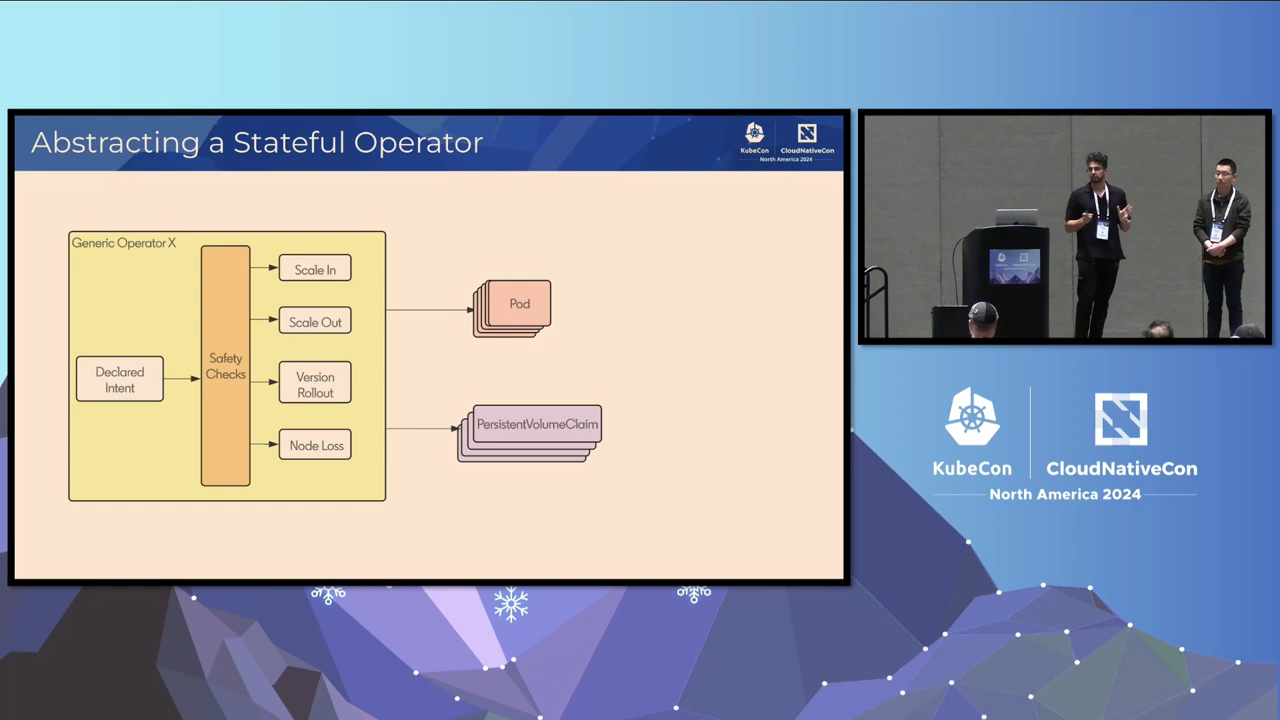 Abstracting a Stateful Operator
KubeCon
CloudNativeCon
North America 2024
Generic Operator X
Declared
Intent
Safety
Checks
Scale In
Scale Out
Version
Rollout
Node Loss
Pod
PersistentVolumeClaim
KubeCon
CloudNativeCon
North America 2024